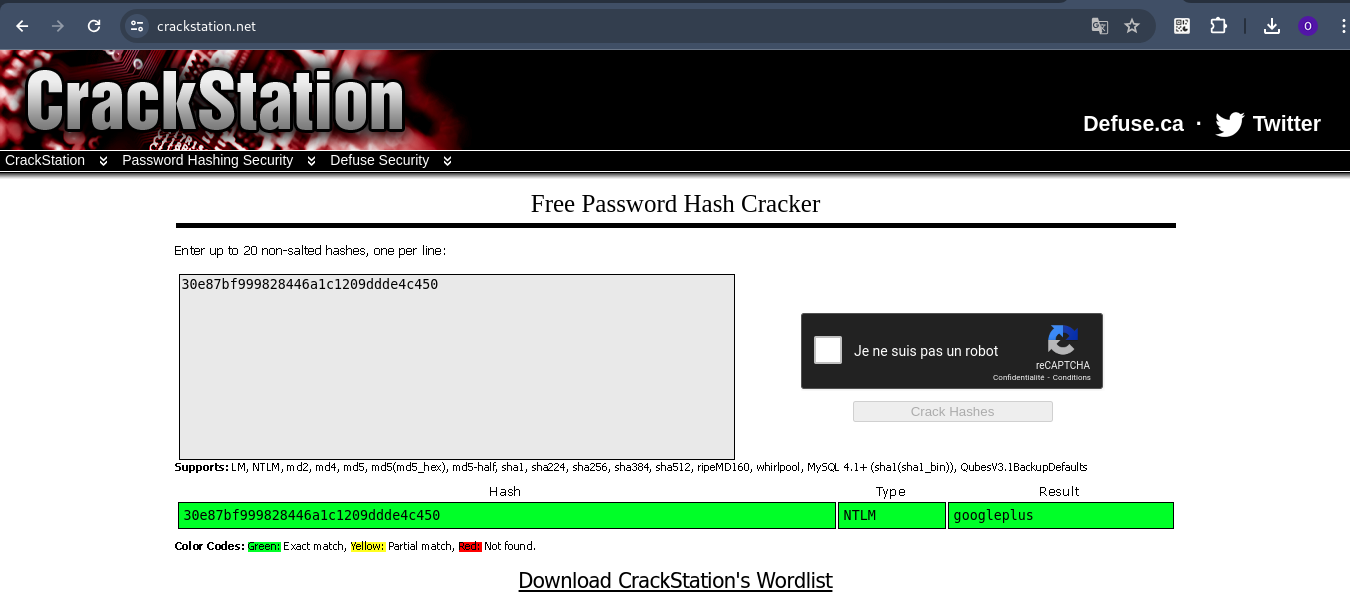 crackstation.net
O
CrackStation
Defuse.ca · Twitter
CrackStation Password Hashing Security Defuse Security
Free Password Hash Cracker
Enter up to 20 non-salted hashes, one per line:
30e87bf999828446a1c1209ddde4c450
Je ne suis pas un robot
reCAPTCHA
Confidentialité - Conditions
Crack Hashes
Supports: LM, NTLM, md2, md4, md5, md5(md5_hex), md5-half, sha1, sha224, sha256, sha384, sha512, ripeMD160, whirlpool, MySQL 4.1+ (sha1(sha1_bin)), QubesV3.1BackupDefaults
Hash Type Result
30e87bf999828446a1c1209ddde4c450 NTLM googleplus
Color Codes: Green: Exact match, Yellow: Partial match, Red: Not found.
Download CrackStation's Wordlist